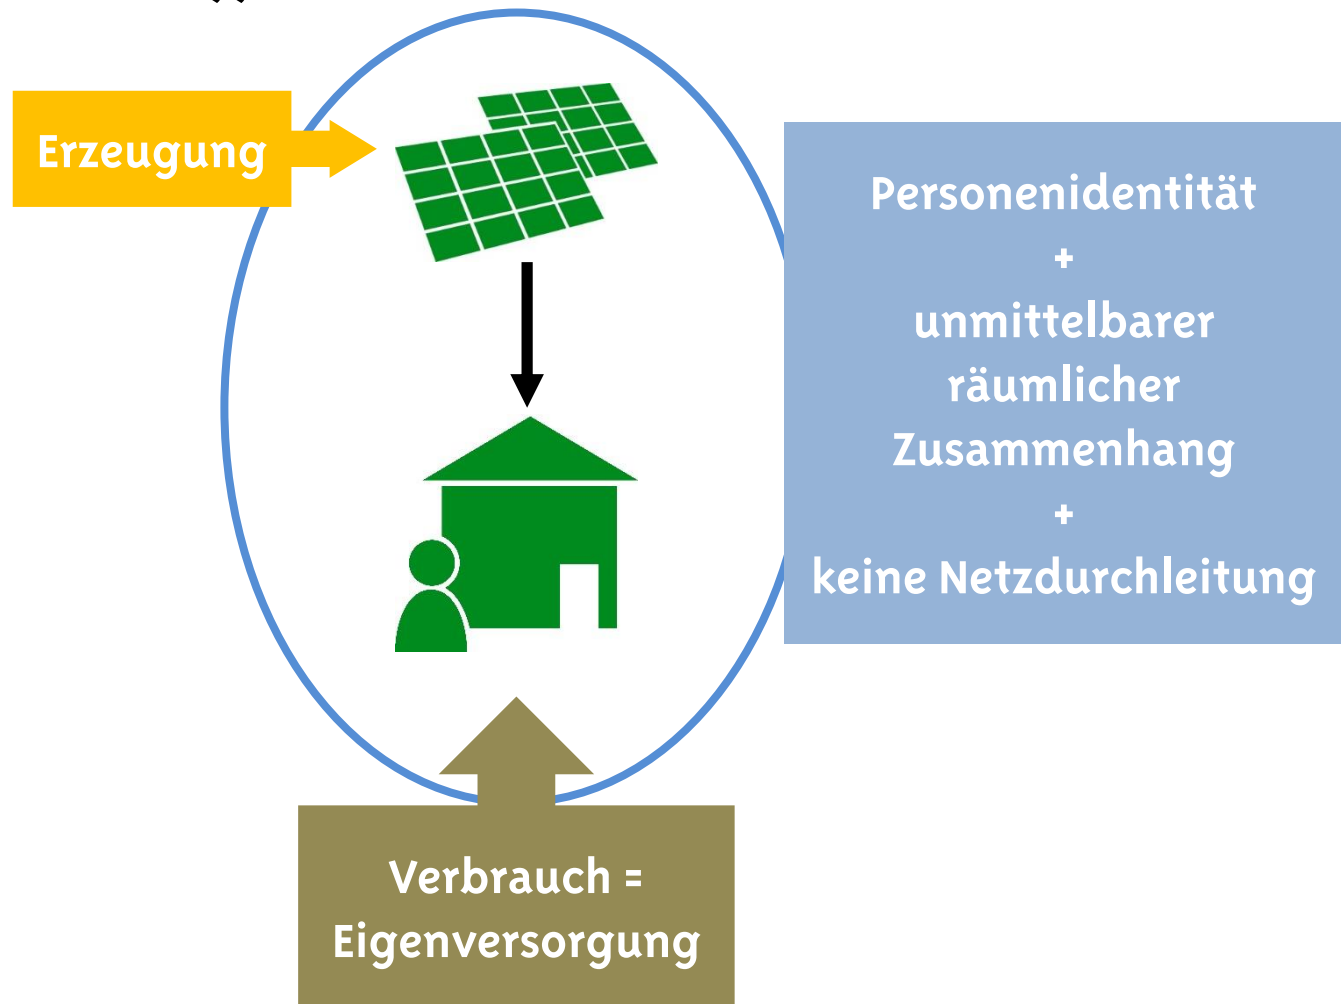 Erzeugung
Personenidentität
+
unmittelbarer
räumlicher
Zusammenhang
+
keine Netzdurchleitung
Verbrauch =
Eigenversorgung